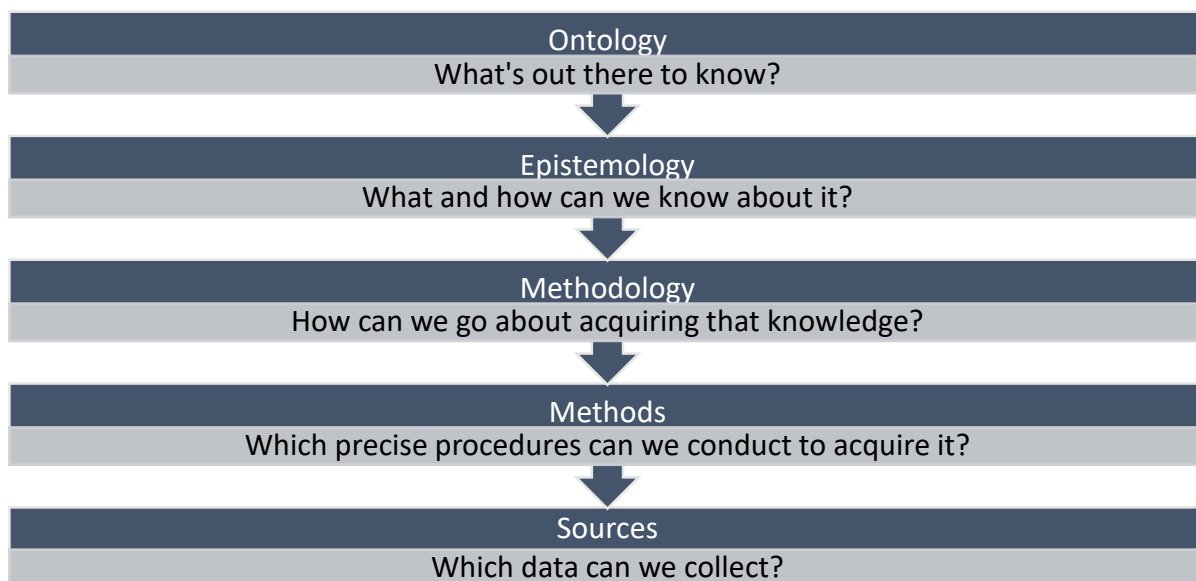 Ontology
What's out there to know?
Epistemology
What and how can we know about it?
Methodology
How can we go about acquiring that knowledge?
Methods
Which precise procedures can we conduct to acquire it?
Sources
Which data can we collect?